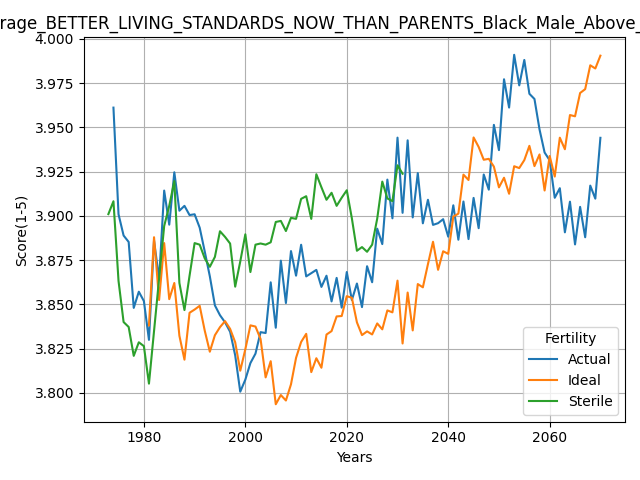 rage_BETTER_LIVING_STANDARDS_NOW_THAN_PARENTS_Black_Male_Above_
4.000
3.975
3.950
3.925
3.900
3.875
3.850
3.825
3.800
Score(1-5)
Fertility
Actual
Ideal
Sterile
1980
2000
2020
2040
2060
Years